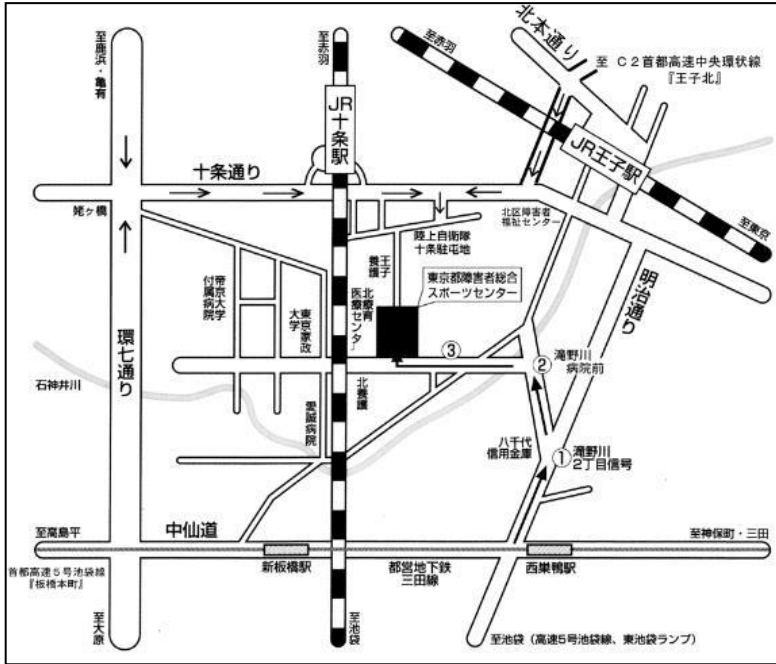 至鹿浜・亀有
至赤羽
至赤羽
北本通り
至 C2首都高速中央環状線
『王子北』
JR十条駅
JR王子駅
十条通り
至東京
姥ヶ橋
北区障害者
福祉センター
陸上自衛隊
十条駐屯地
王子
養護
東京都障害者総合
スポーツセンター
帝京大学
付属病院
東京家政
大学
北療育
医療センター
明治通り
環七通り
③
②
滝野川
病院前
石神井川
北養護
愛誠病院
八千代
信用金庫
①
滝野川
2丁目信号
至高島平
中仙道
至神保町・三田
首都高速5号池袋線
『板橋本町』
新板橋駅
都営地下鉄
三田線
西巣鴨駅
至大原
至池袋
至池袋(高速5号池袋線、東池袋ランプ)